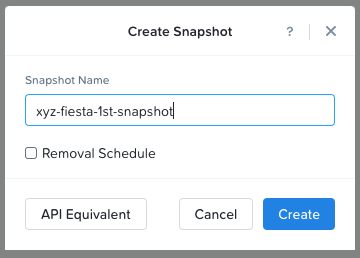 Create Snapshot ?
Snapshot Name
xyz-fiesta-1st-snapshot
Removal Schedule
API Equivalent Cancel Create